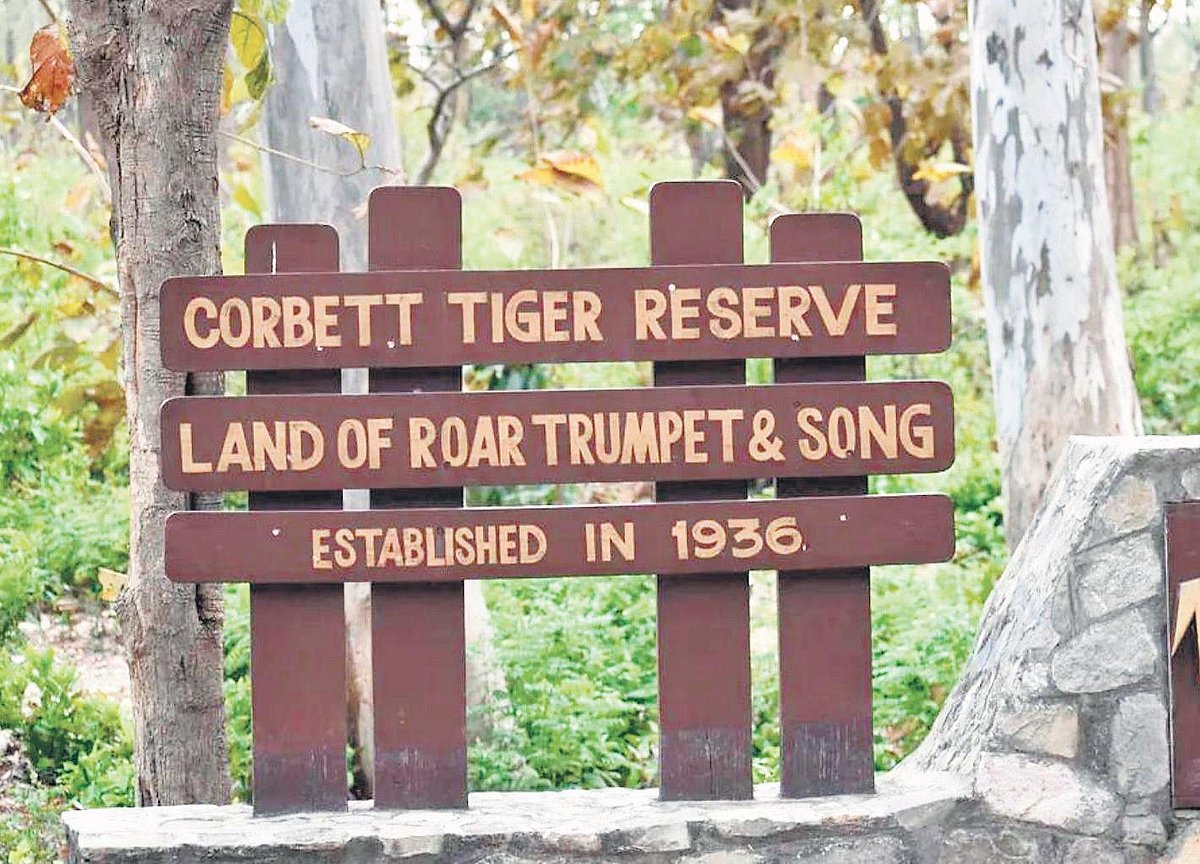 CORBETT TIGER RESERVE
LAND OF ROAR TRUMPET & SONG
ESTABLISHED IN 1936